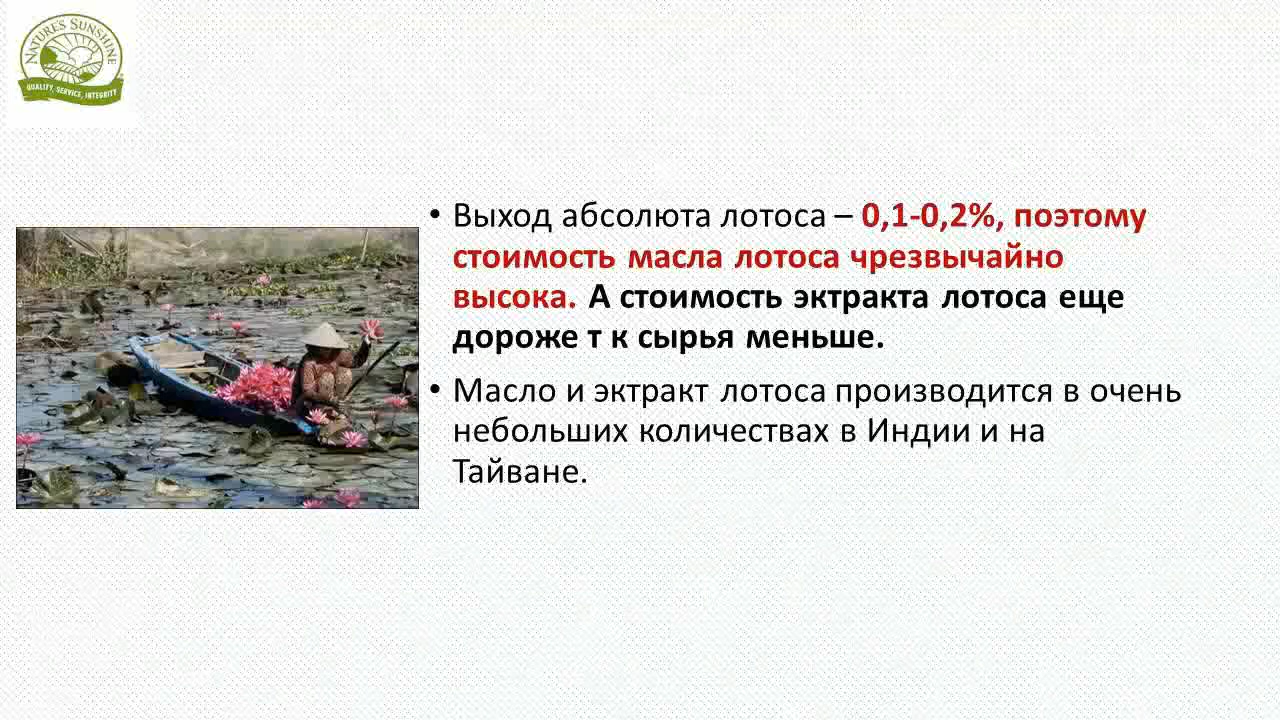 NATURE'S SUNSHINE
QUALITY, SERVICE, INTEGRITY
• Выход абсолюта лотоса – 0,1-0,2%, поэтому
стоимость масла лотоса чрезвычайно
высока. А стоимость эктракта лотоса еще
дороже т к сырья меньше.
• Масло и эктракт лотоса производится в очень
небольших количествах в Индии и на
Тайване.